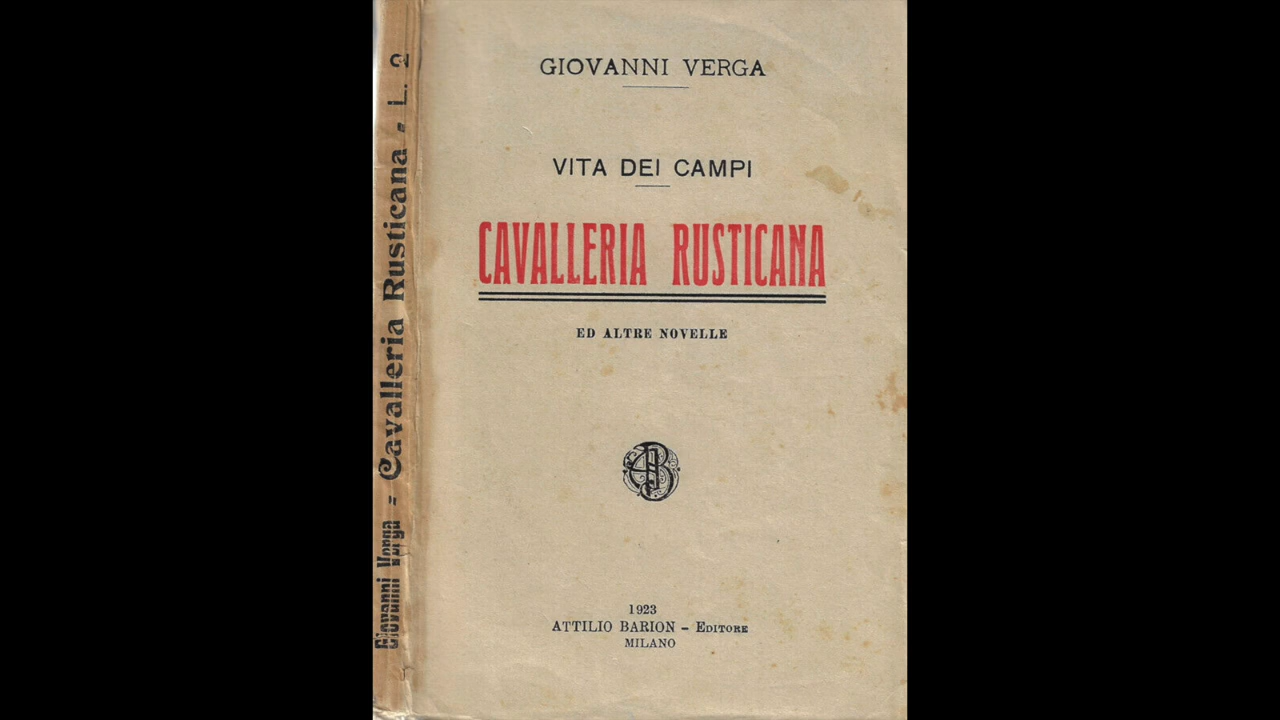 Giovanni Verga = Cavalleria Rusticana - L. 2
GIOVANNI VERGA
VITA DEI CAMPI
CAVALLERIA RUSTICANA
ED ALTRE NOVELLE
AB
1923
ATTILIO BARION - EDITORE
MILANO